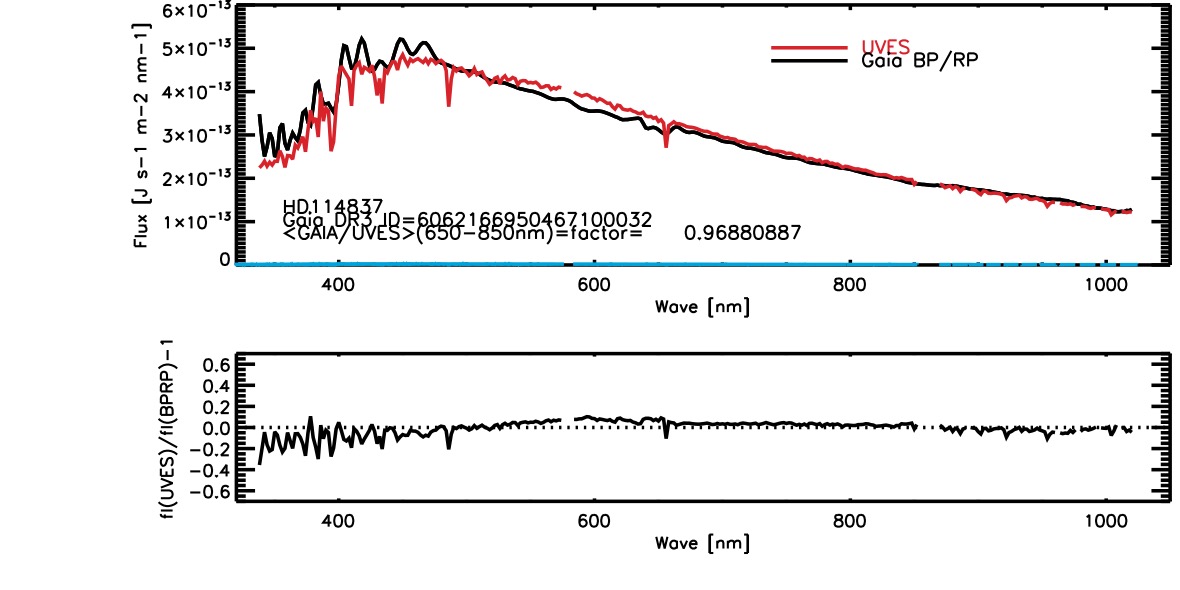 6×10−13
5×10−13
4×10−13
3×10−13
2×10−13
1×10−13
0
Flux [J s−1 m−2 nm−1]
UVES
Gaia BP/RP
HD114837
Gaia DR3 ID=6062166950467100032
<GAIA/UVES>(650−850nm)=factor= 0.96880887
400 600 800 1000
Wave [nm]
fl(UVES)/fl(BPRP)−1
0.6
0.4
0.2
0.0
−0.2
−0.4
−0.6
400 600 800 1000
Wave [nm]